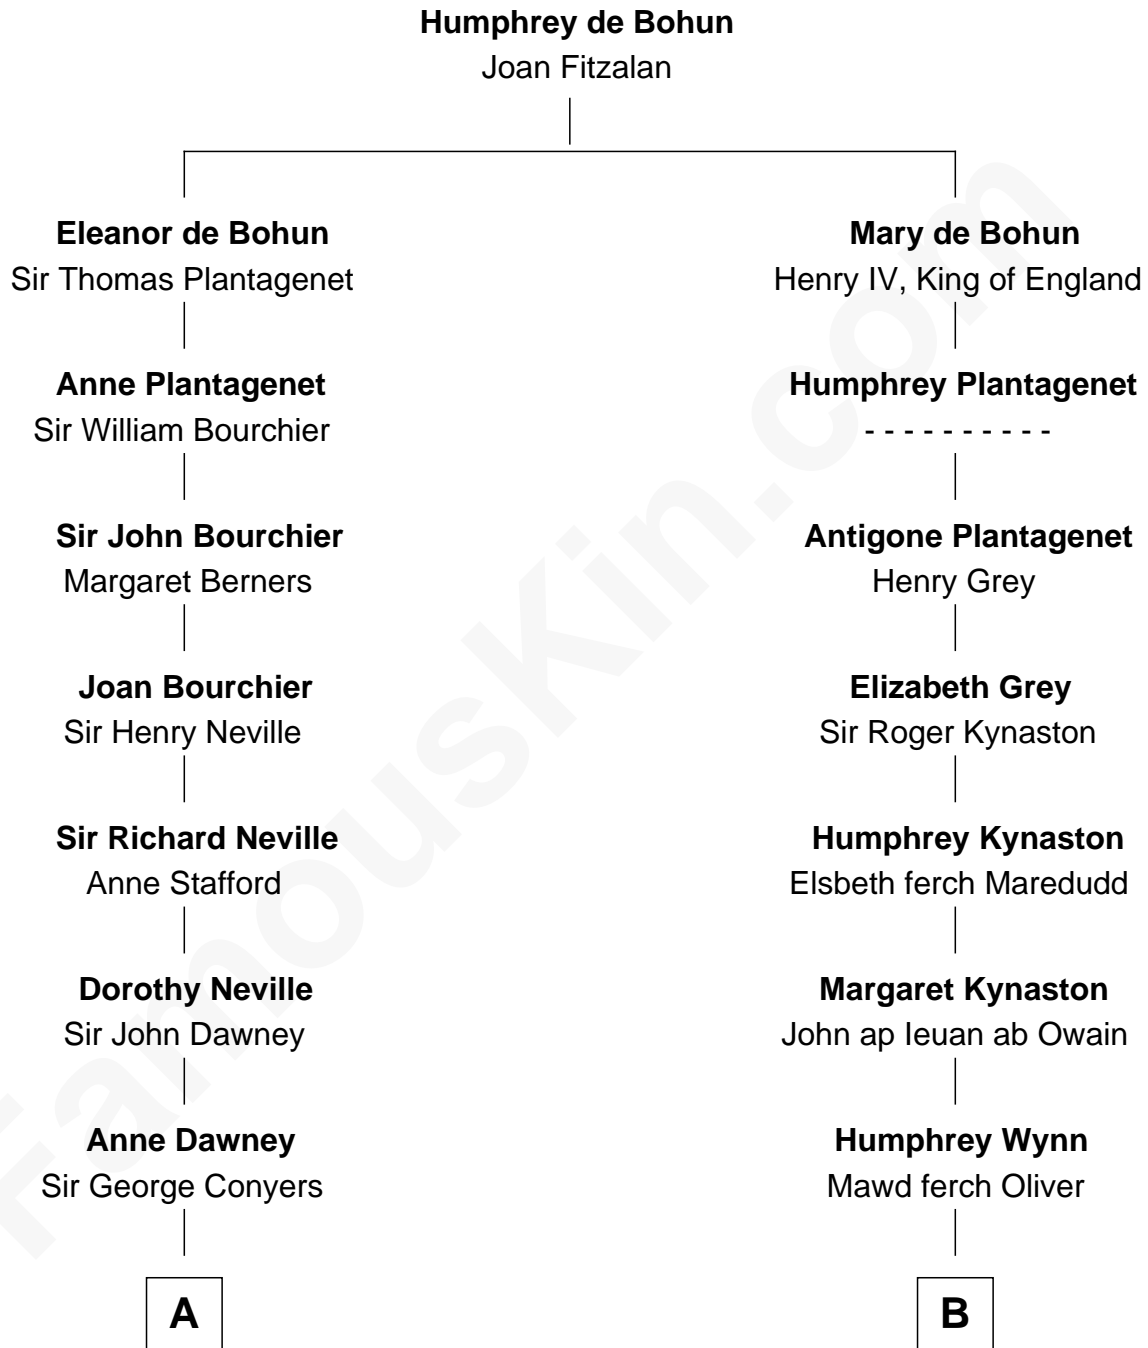 Humphrey de Bohun
Joan Fitzalan
Eleanor de Bohun
Sir Thomas Plantagenet
Mary de Bohun
Henry IV, King of England
Anne Plantagenet
Sir William Bourchier
Humphrey Plantagenet
- - - - - - - - - -
Sir John Bourchier
Margaret Berners
Antigone Plantagenet
Henry Grey
Joan Bourchier
Sir Henry Neville
Elizabeth Grey
Sir Roger Kynaston
Sir Richard Neville
Anne Stafford
Humphrey Kynaston
Elsbeth ferch Maredudd
Dorothy Neville
Sir John Dawney
Margaret Kynaston
John ap Ieuan ab Owain
Anne Dawney
Sir George Conyers
Humphrey Wynn
Mawd ferch Oliver
A
B
FamousKin.com